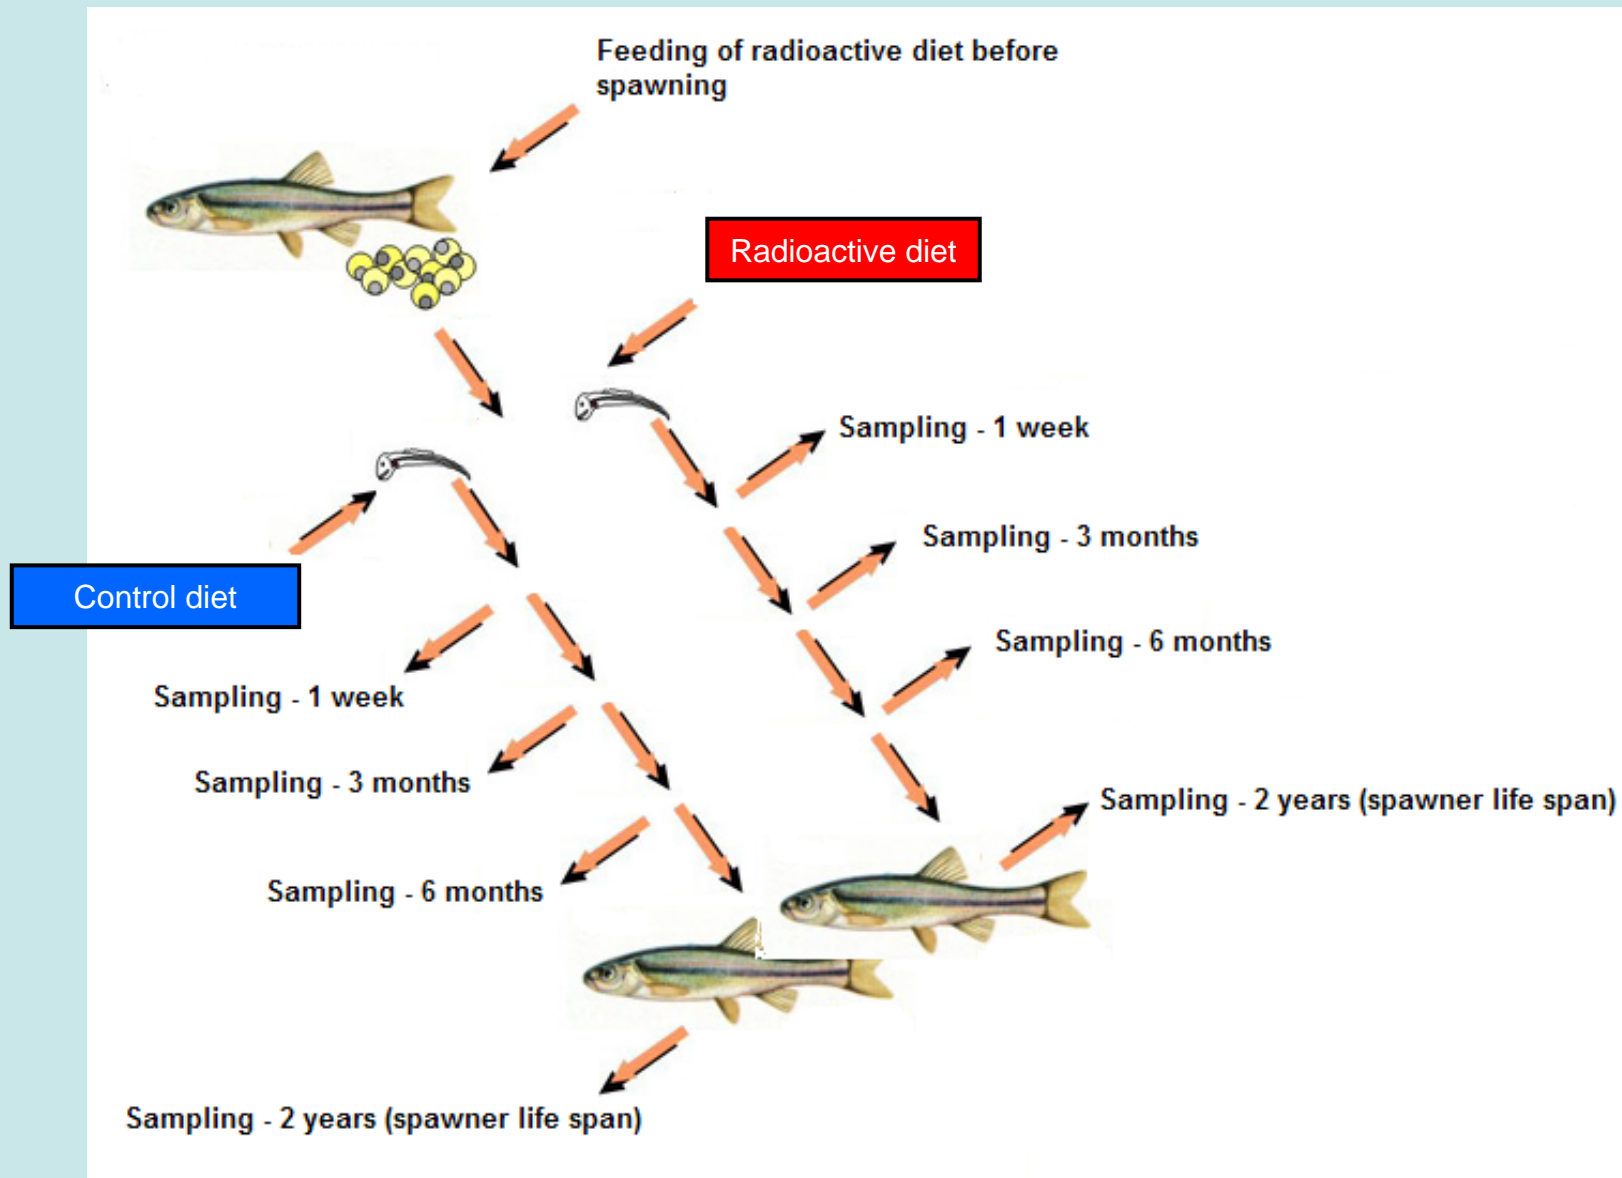 Feeding of radioactive diet before
spawning
Radioactive diet
Sampling - 1 week
Sampling - 3 months
Control diet
Sampling - 6 months
Sampling - 1 week
Sampling - 3 months
Sampling - 2 years (spawner life span)
Sampling - 6 months
Sampling - 2 years (spawner life span)